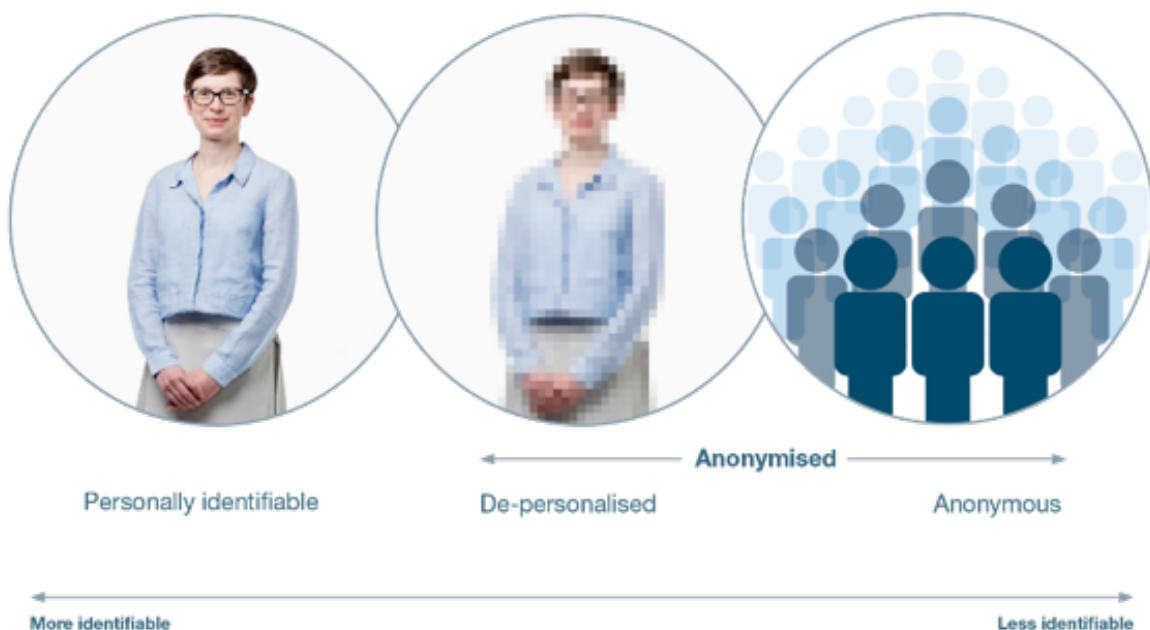 Anonymised
Personally identifiable
De-personalised
Anonymous
More identifiable
Less identifiable